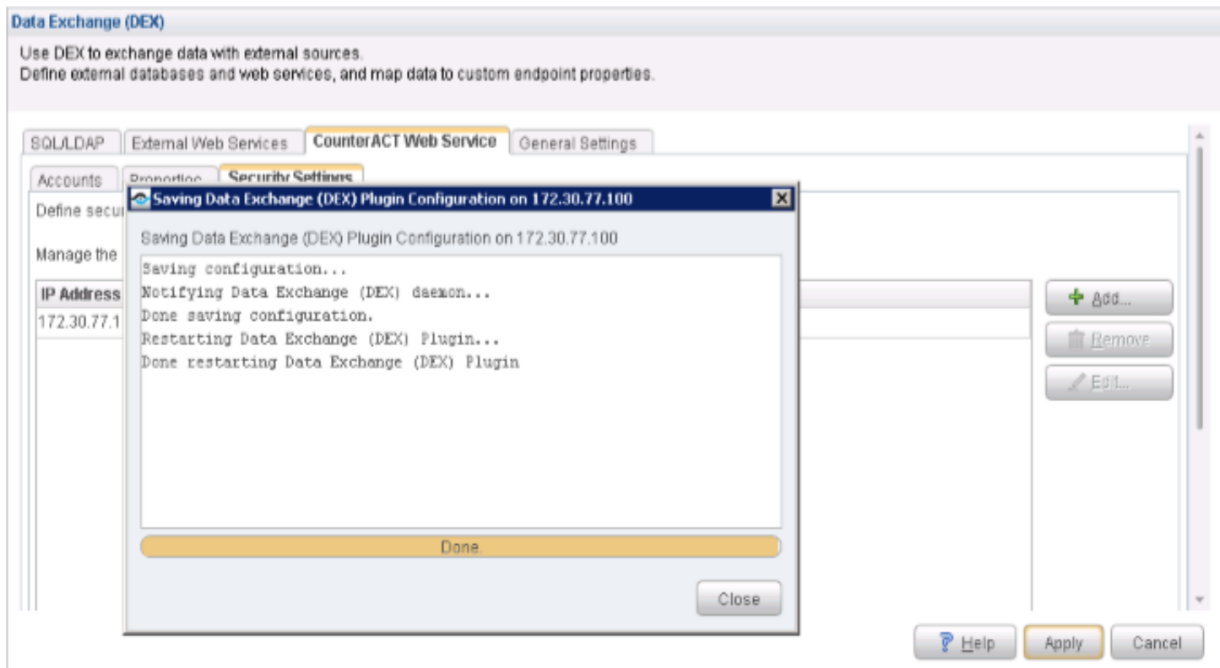 Data Exchange (DEX)
Use DEX to exchange data with external sources.
Define external databases and web services, and map data to custom endpoint properties.
SQL/LDAP External Web Services CounterACT Web Service General Settings
Accounts Security Settings
Define secu
Saving Data Exchange (DEX) Plugin Configuration on 172.30.77.100
Manage the
Saving Data Exchange (DEX) Plugin Configuration on 172.30.77.100
Saving configuration...
Notifying Data Exchange (DEX) daemon...
Done saving configuration.
Restarting Data Exchange (DEX) Plugin...
Done restarting Data Exchange (DEX) Plugin
IP Address
172.30.77.1
Add...
Remove
Edit...
Done.
Close
Help Apply Cancel